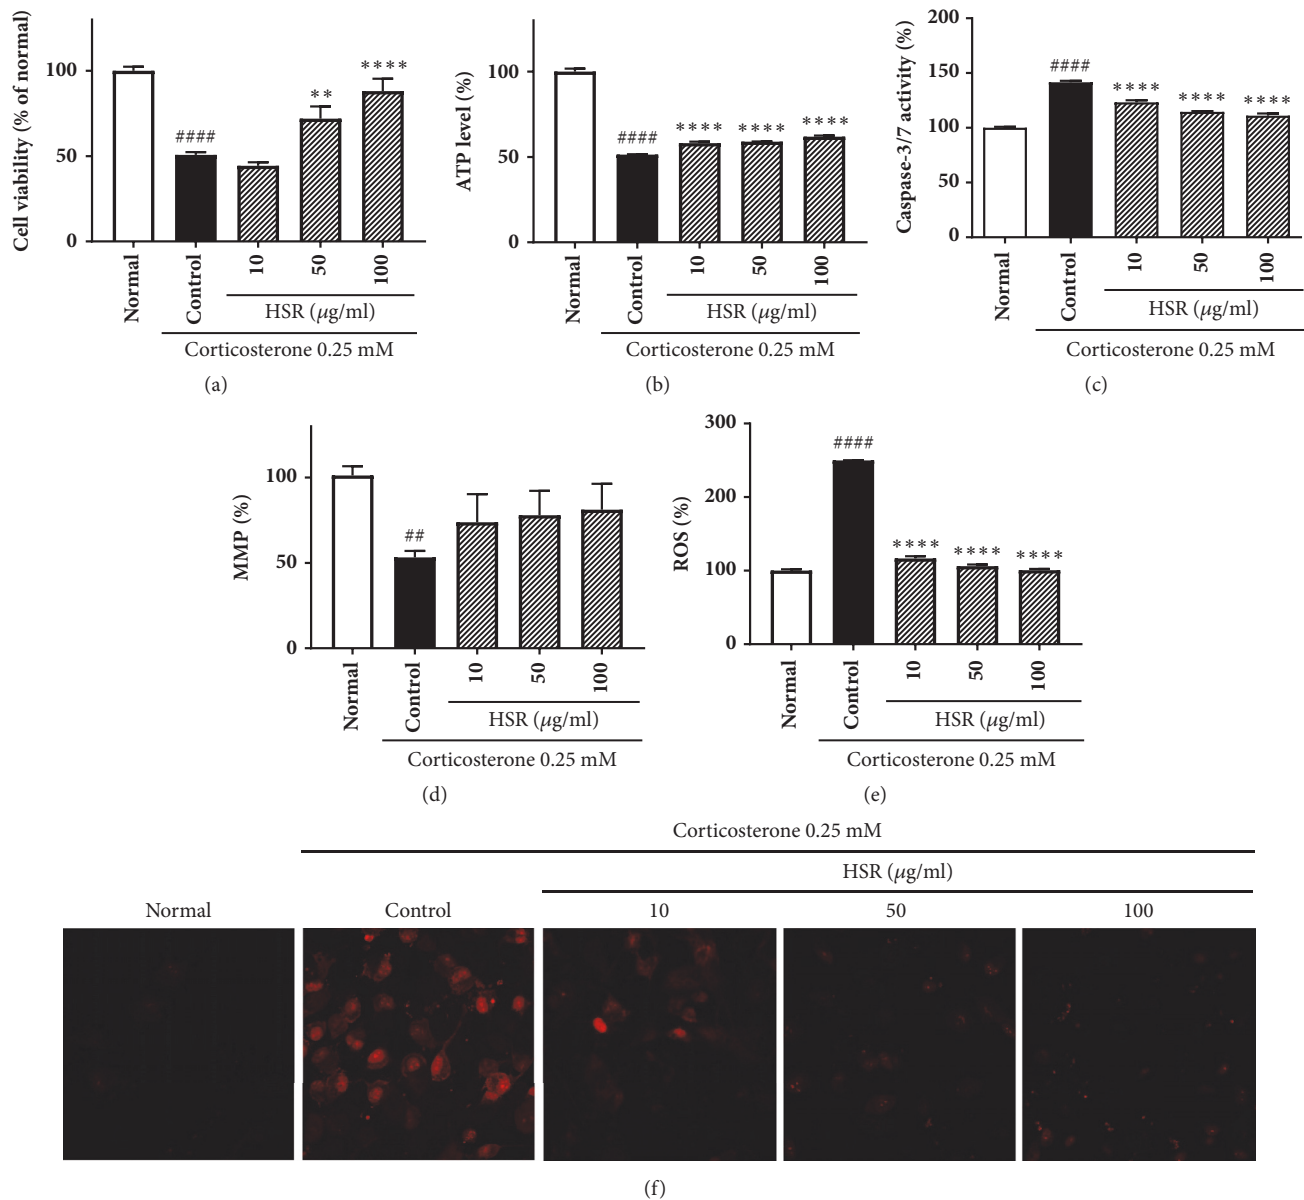 Cell viability (% of normal)
100
50
0
####
**
****
Normal
Control
10
50
100
HSR (μg/ml)
Corticosterone 0.25 mM
(a)
ATP level (%)
100
50
0
####
****
****
****
Normal
Control
10
50
100
HSR (μg/ml)
Corticosterone 0.25 mM
(b)
Caspase-3/7 activity (%)
200
150
100
50
0
####
****
****
****
Normal
Control
10
50
100
HSR (μg/ml)
Corticosterone 0.25 mM
(c)
MMP (%)
100
50
0
##
Normal
Control
10
50
100
HSR (μg/ml)
Corticosterone 0.25 mM
(d)
ROS (%)
300
200
100
0
####
****
****
****
Normal
Control
10
50
100
HSR (μg/ml)
Corticosterone 0.25 mM
(e)
Corticosterone 0.25 mM
HSR (μg/ml)
Normal Control 10 50 100
(f)